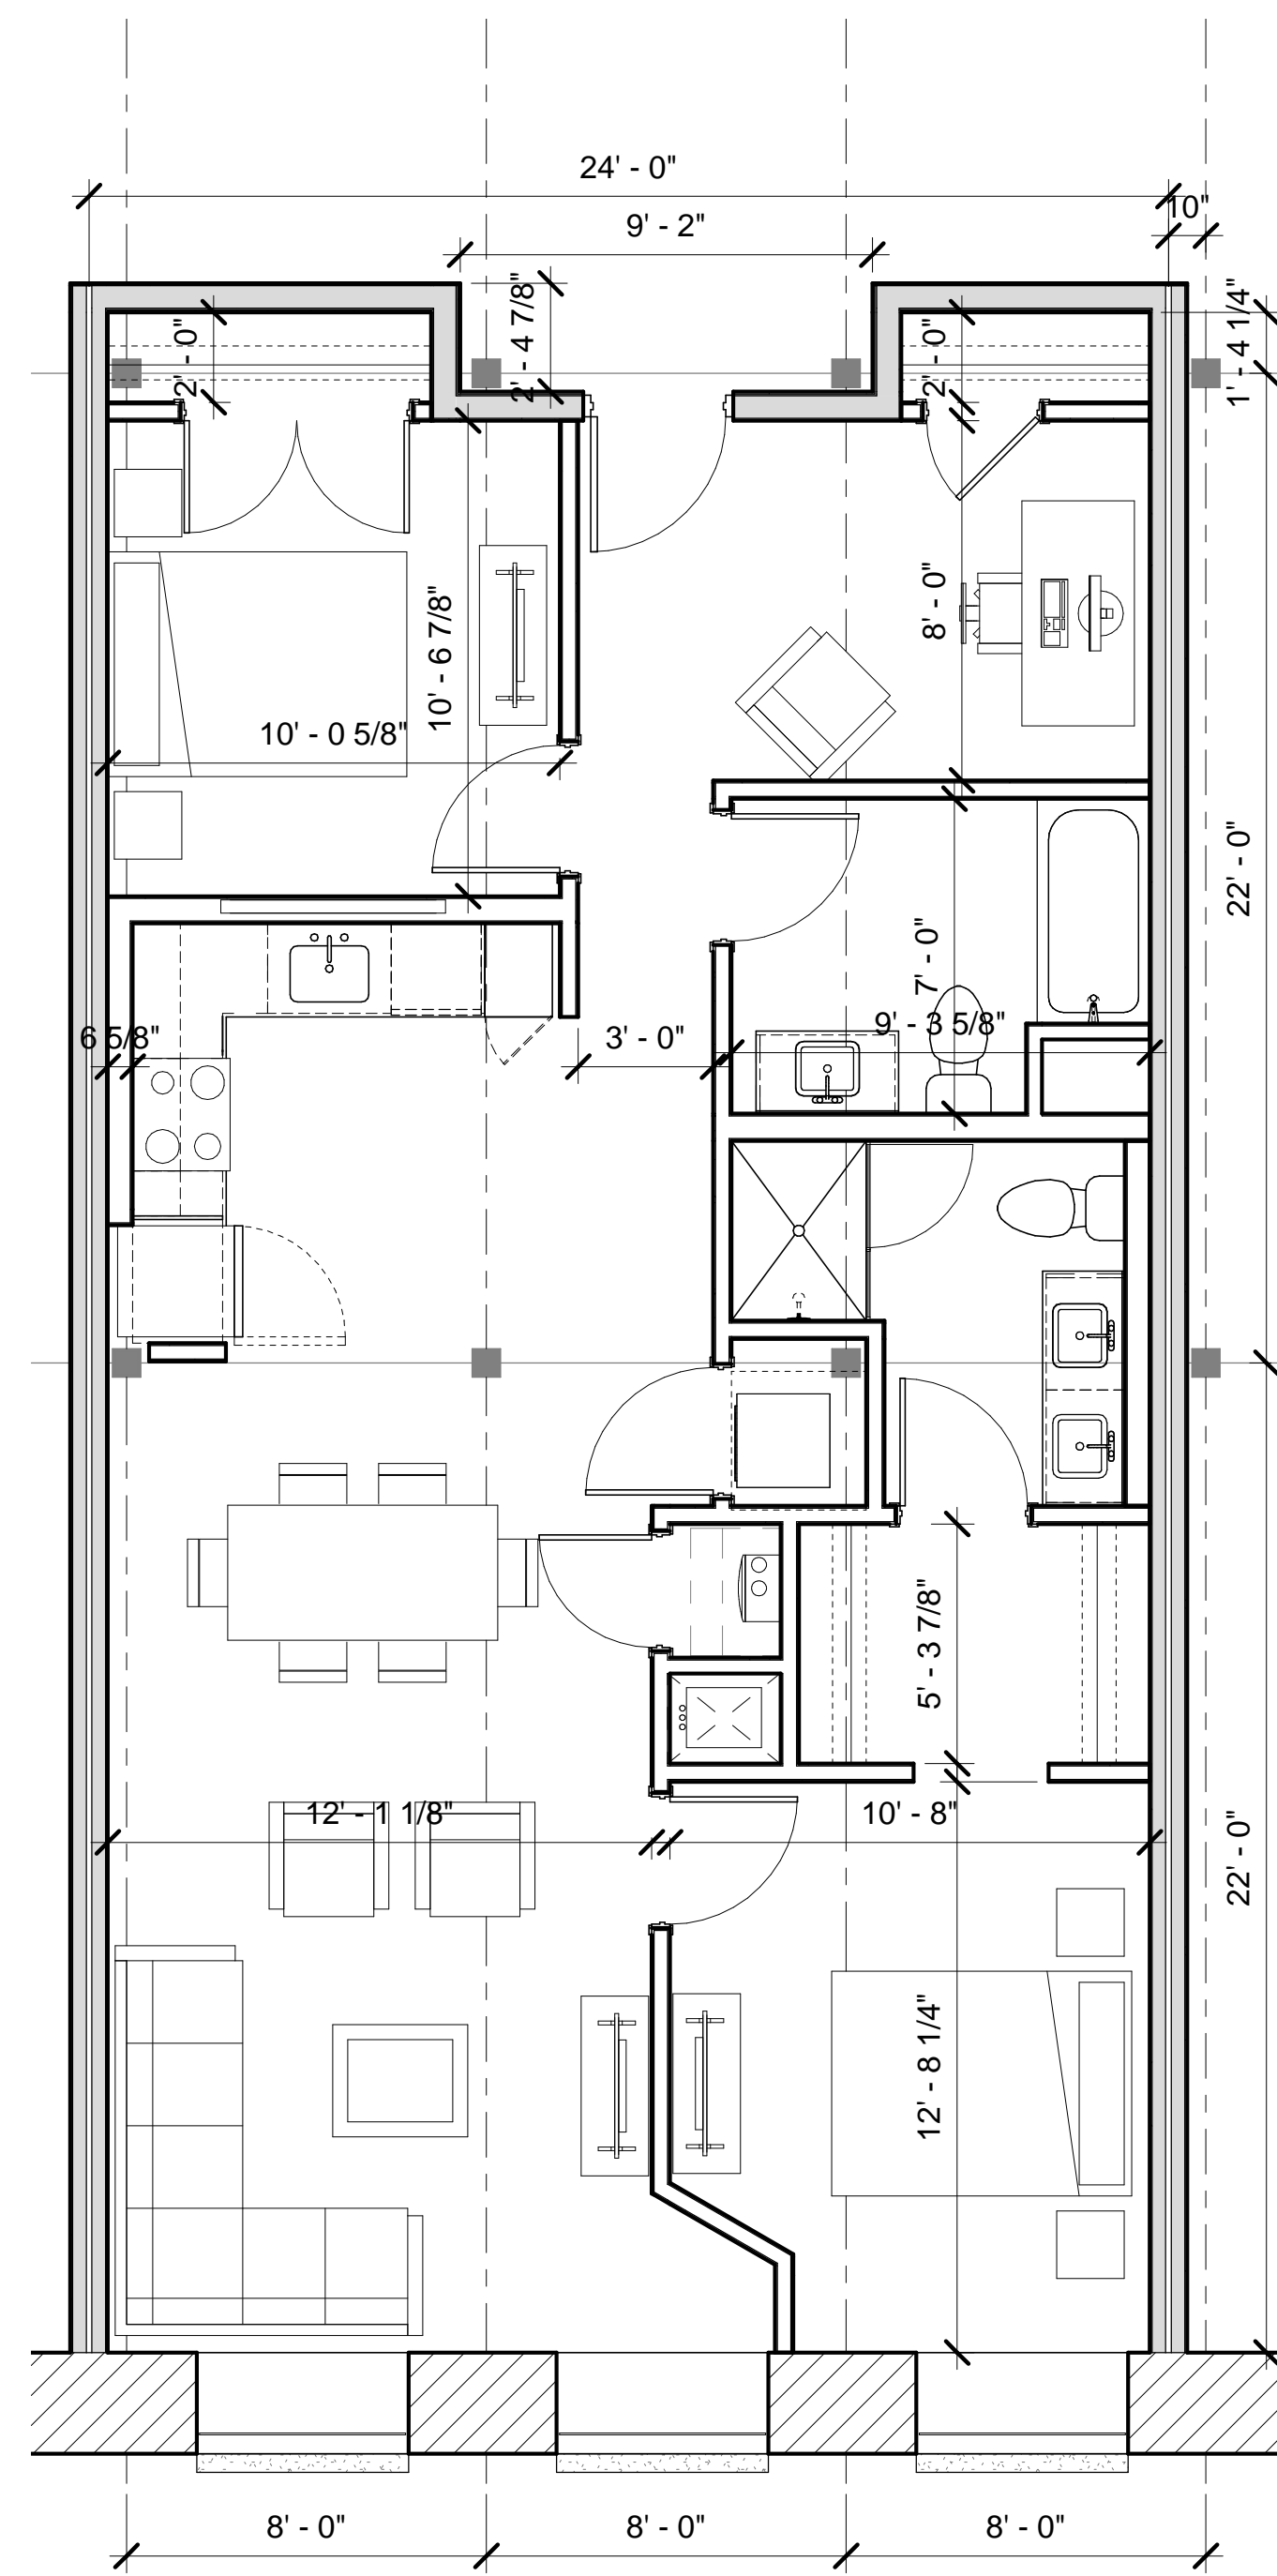 24' - 0"
10"
9' - 2"
2' - 4 7/8"
1' - 4 1/4"
2' - 0"
2' - 0"
8' - 0"
10' - 6 7/8"
10' - 0 5/8"
22' - 0"
7' - 0"
6 5/8"
3' - 0"
9' - 3 5/8"
5' - 3 7/8"
12' - 1 1/8"
10' - 8"
22' - 0"
12' - 8 1/4"
8' - 0"
8' - 0"
8' - 0"